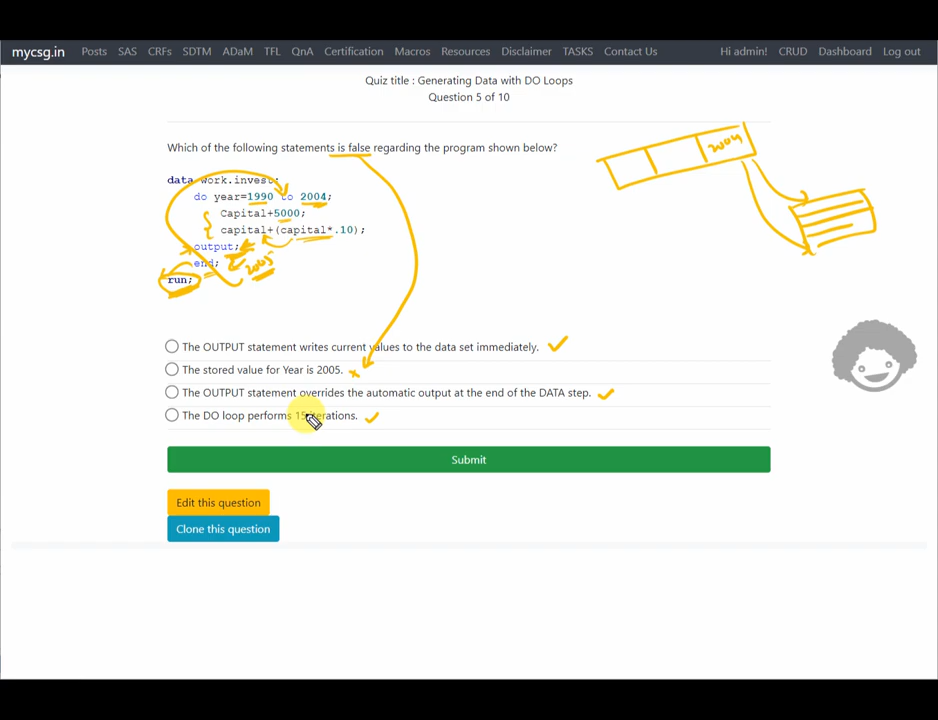 mycsg.in Posts SAS CRFs SDTM ADaM TFL QnA Certification Macros Resources Disclaimer TASKS Contact Us Hi admin! CRUD Dashboard Log out
Quiz title : Generating Data with DO Loops
Question 5 of 10
Which of the following statements is false regarding the program shown below?
data work.invest;
do year=1990 to 2004;
Capital+5000;
capital+(capital*.10);
output;
end;
2005
run;
2004
The OUTPUT statement writes current values to the data set immediately.
The stored value for Year is 2005.
The OUTPUT statement overrides the automatic output at the end of the DATA step.
The DO loop performs 15 iterations.
Submit
Edit this question
Clone this question